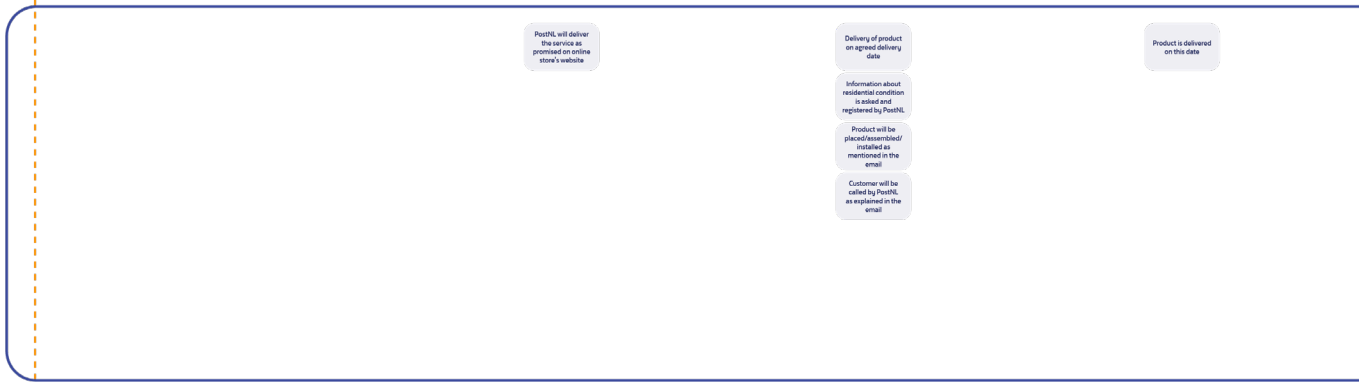 PostNL will deliver
the service as
promised on online
store's website
Delivery of product
on agreed delivery
date
Information about
residential condition
is asked and
registered by PostNL
Product will be
placed/assembled/
installed as
mentioned in the
email
Customer will be
called by PostNL
as explained in the
email
Product is delivered
on this date